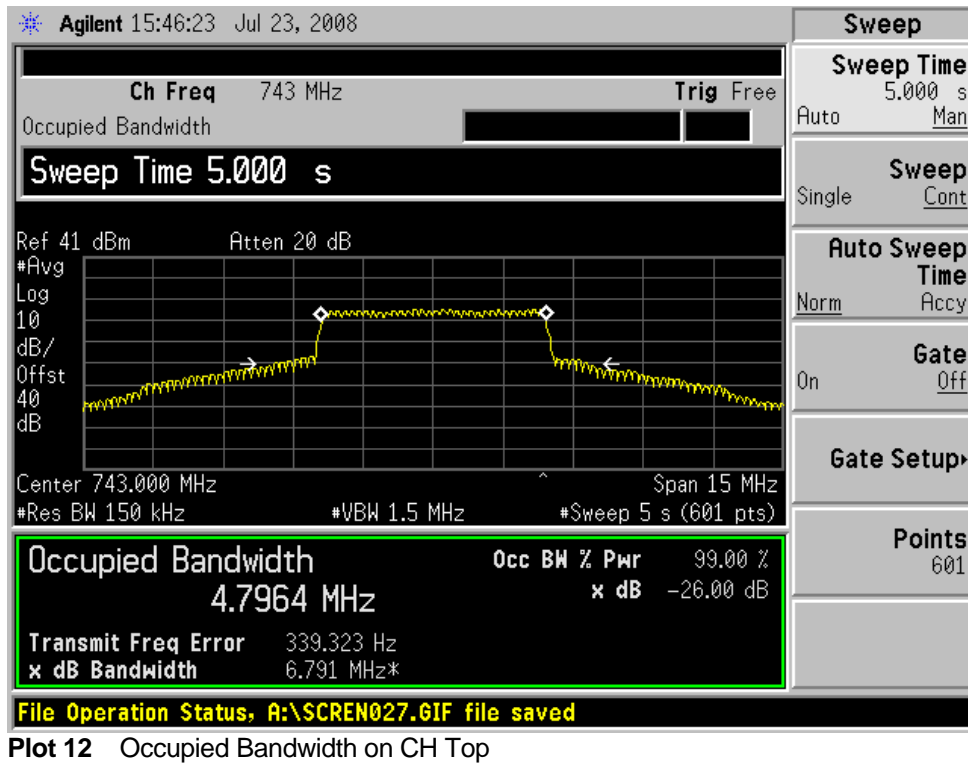 Agilent 15:46:23 Jul 23, 2008
Ch Freq 743 MHz Trig Free
Occupied Bandwidth
Sweep Time 5.000 s
Ref 41 dBm Atten 20 dB
#Avg
Log
10
dB/
Offst
40
dB
Center 743.000 MHz Span 15 MHz
#Res BW 150 kHz #VBW 1.5 MHz #Sweep 5 s (601 pts)
Occupied Bandwidth Occ BW % Pwr 99.00 %
4.7964 MHz x dB -26.00 dB
Transmit Freq Error 339.323 Hz
x dB Bandwidth 6.791 MHz*
File Operation Status, A:\SCREN027.GIF file saved
Sweep
Sweep Time
5.000 s
Auto Man
Sweep
Single Cont
Auto Sweep
Time
Norm Accy
Gate
On Off
Gate Setup
Points
601
Plot 12 Occupied Bandwidth on CH Top